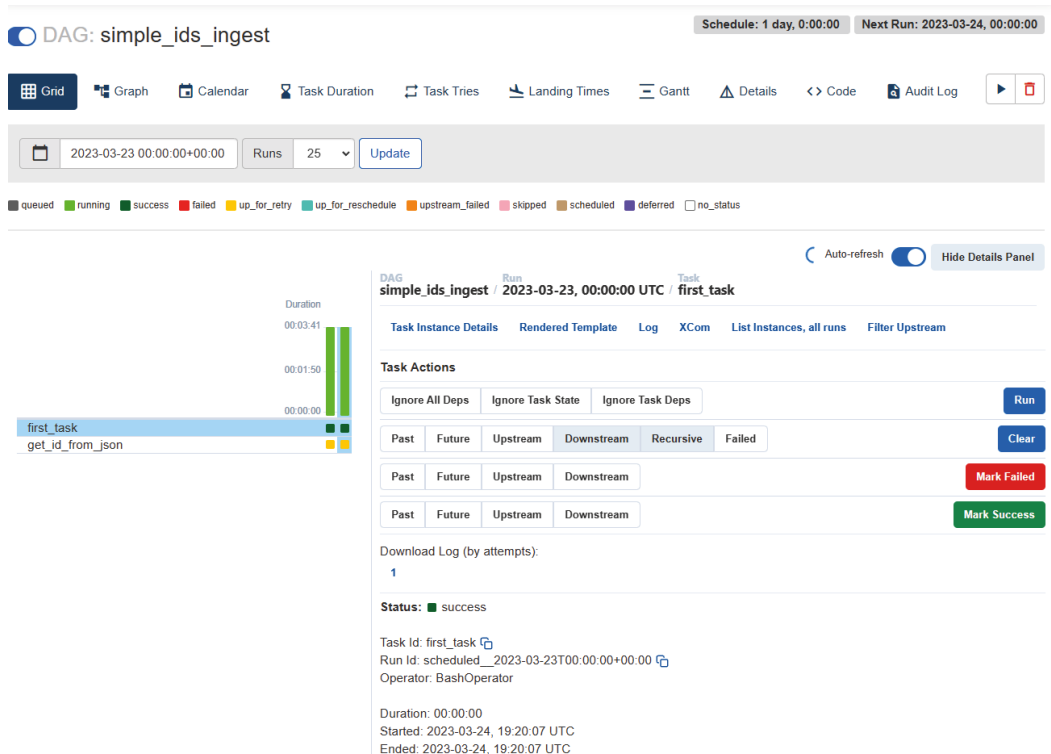 DAG: simple_ids_ingest
Schedule: 1 day, 0:00:00 Next Run: 2023-03-24, 00:00:00
Grid Graph Calendar Task Duration Task Tries Landing Times Gantt Details <> Code Audit Log
2023-03-23 00:00:00+00:00 Runs 25 Update
queued running success failed up_for_retry up_for_reschedule upstream_failed skipped scheduled deferred no_status
Auto-refresh Hide Details Panel
DAG Run Task
simple_ids_ingest / 2023-03-23, 00:00:00 UTC / first_task
Duration
00:03:41
00:01:50
00:00:00
first_task
get_id_from_json
Task Instance Details Rendered Template Log XCom List Instances, all runs Filter Upstream
Task Actions
Ignore All Deps Ignore Task State Ignore Task Deps Run
Past Future Upstream Downstream Recursive Failed Clear
Past Future Upstream Downstream Mark Failed
Past Future Upstream Downstream Mark Success
Download Log (by attempts):
1
Status: success
Task Id: first_task
Run Id: scheduled__2023-03-23T00:00:00+00:00
Operator: BashOperator
Duration: 00:00:00
Started: 2023-03-24, 19:20:07 UTC
Ended: 2023-03-24, 19:20:07 UTC